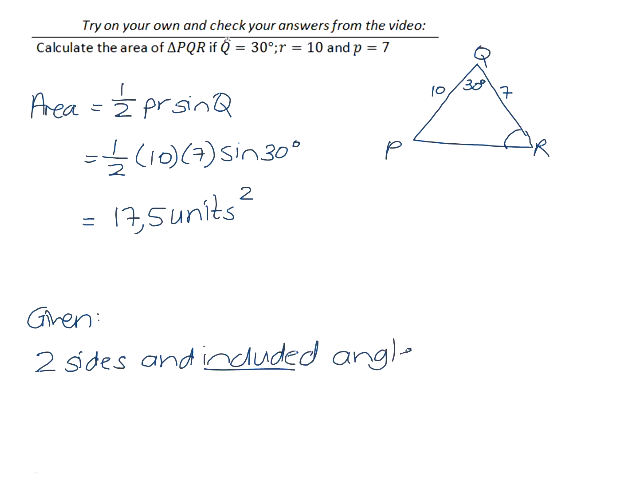 Try on your own and check your answers from the video:
Calculate the area of ΔPQR if Q̂ = 30°; r = 10 and p = 7
Q
10 30° 7
P R
Area = 1/2 pr sin Q
= 1/2 (10)(7) sin 30°
= 17,5 units²
Given:
2 sides and included angle